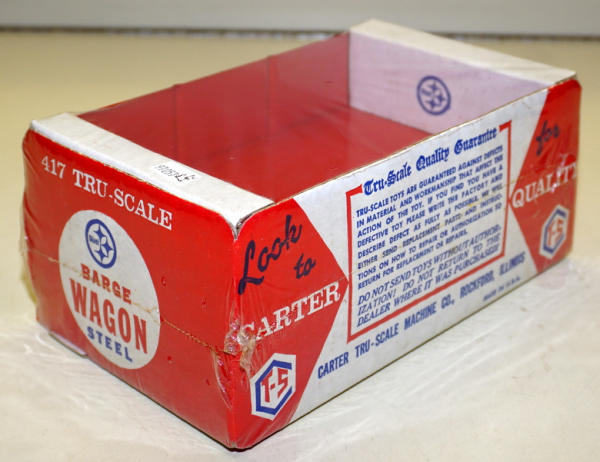 417 TRU-SCALE
BARGE
WAGON
STEEL
Look
to
CARTER
T-S
Tru-Scale Quality Guarantee
TRU-SCALE TOYS ARE GUARANTEED AGAINST DEFECTS
IN MATERIAL AND WORKMANSHIP THAT AFFECT THE
ACTION OF THE TOY. IF YOU FIND YOU HAVE A
DEFECTIVE TOY PLEASE WRITE THE FACTORY AND
DESCRIBE DEFECT AS FULLY AS POSSIBLE. WE WILL
EITHER SEND REPLACEMENT PARTS AND INSTRUC-
TIONS ON HOW TO REPAIR OR AUTHORIZATION TO
RETURN FOR REPLACEMENT OR REPAIRS.
DO NOT SEND TOYS WITHOUT AUTHOR-
IZATION! DO NOT RETURN TO THE
DEALER WHERE IT WAS PURCHASED
CARTER TRU-SCALE MACHINE CO., ROCKFORD, ILLINOIS
MADE IN U.S.A.
for
QUALITY
T-S